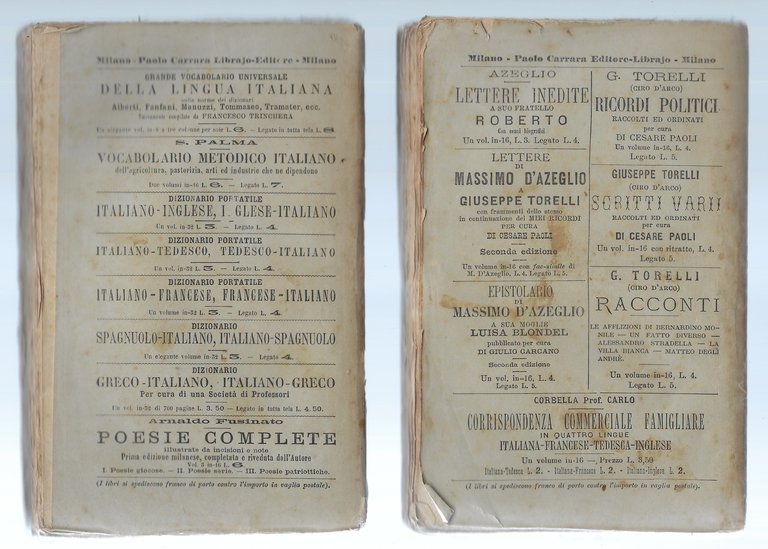 Milano - Paolo Carrara Librajo-Editore - Milano
GRANDE VOCABOLARIO UNIVERSALE
DELLA LINGUA ITALIANA
sulle norme dei dizionari
Alberti, Fanfani, Manuzzi, Tommaseo, Tramater, ecc.
compilato da FRANCESCO TRINCHERA
Un elegante vol. in-8 a tre colonne per sole L. 6. - Legato in tutta tela L. 8
S. PALMA
VOCABOLARIO METODICO ITALIANO
dell'agricoltura, pastorizia, arti ed industrie che ne dipendono
Due volumi in-16 L. 6. - Legato L. 7.
DIZIONARIO PORTATILE
ITALIANO-INGLESE, I GLESE-ITALIANO
Un vol. in-32 L. 3. - Legato L. 4.
DIZIONARIO PORTATILE
ITALIANO-TEDESCO, TEDESCO-ITALIANO
Un vol. in-32 L. 3. - Legato L. 4.
DIZIONARIO PORTATILE
ITALIANO-FRANCESE, FRANCESE-ITALIANO
Un volume in-32 L. 3. - Legato L. 4.
DIZIONARIO
SPAGNUOLO-ITALIANO, ITALIANO-SPAGNUOLO
Un elegante volume in-32 L. 3. - Legato 4.
DIZIONARIO
GRECO-ITALIANO, ITALIANO-GRECO
Per cura di una Società di Professori
Un vol. in-32 di 700 pagine L. 3. 50 - Legato in tutta tela L. 4. 50.
Arnaldo Fusinato
POESIE COMPLETE
illustrate da incisioni e note
Prima edizione milanese, completata e riveduta dall'Autore
Vol. 3 in-16 L. 6
I. Poesie giocose. - II. Poesie serie. - III. Poesie patriottiche.
(I libri si spediscono franco di porto contro l'importo in vaglia postale).
Milano - Paolo Carrara Editore-Librajo - Milano
AZEGLIO
LETTERE INEDITE
A SUO FRATELLO
ROBERTO
Con cenni biografici
Un vol. in-16, L. 3. Legato L. 4.
LETTERE
DI
MASSIMO D'AZEGLIO
A
GIUSEPPE TORELLI
con frammenti dello stesso
in continuazione dei MIEI RICORDI
PER CURA
DI CESARE PAOLI
Seconda edizione
Un volume in-16 con fac-simile di
M. D'Azeglio, L. 4. Legato L. 5.
EPISTOLARIO
DI
MASSIMO D'AZEGLIO
A SUA MOGLIE
LUISA BLONDEL
pubblicato per cura
DI GIULIO CARCANO
Seconda edizione
Un vol. in-16, L. 4.
Legato L. 5.
G. TORELLI
(CIRO D'ARCO)
RICORDI POLITICI
RACCOLTI ED ORDINATI
per cura
DI CESARE PAOLI
Un volume in-16, L. 4.
Legato L. 5.
GIUSEPPE TORELLI
(CIRO D'ARCO)
SCRITTI VARII
RACCOLTI ED ORDINATI
per cura
DI CESARE PAOLI
Un vol. in-16 con ritratto, L. 4.
Legato 5.
G. TORELLI
(CIRO D'ARCO)
RACCONTI
LE AFFLIZIONI DI BERNARDINO MO-
NILE - UN FATTO DIVERSO -
ALESSANDRO STRADELLA - LA
VILLA BIANCA - MATTEO DEGLI
ANDRÉ.
Un volume in-16, L. 4.
Legato L. 5.
CORBELLA Prof. CARLO
CORRISPONDENZA COMMERCIALE FAMIGLIARE
IN QUATTRO LINGUE
ITALIANA-FRANCESE-TEDESCA-INGLESE
Un volume in-16 -, Prezzo L. 3,50
Italiana-Tedesca L. 2. - Italiana-Francese L. 2. - Italiana-Inglese L. 2.
(I libri si spediscono franco di porto contro l'importo in vaglia postale).